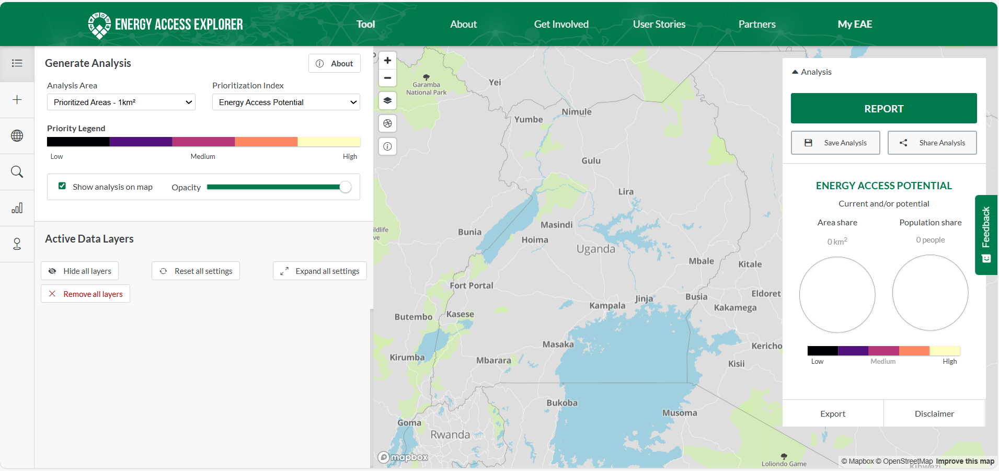 ENERGY ACCESS EXPLORER
Tool
About
Get Involved
User Stories
Partners
My EAE
Generate Analysis
About
Analysis Area
Prioritization Index
Prioritized Areas - 1km²
Energy Access Potential
Priority Legend
Low
Medium
High
Show analysis on map
Opacity
Active Data Layers
Hide all layers
Reset all settings
Expand all settings
Remove all layers
Garamba
National Park
Yei
Nimule
Yumbe
Gulu
Lira
Masindi
Bunia
Hoima
Uganda
Mbale
Kitale
Fort Portal
Eldoret
Jinja
Busia
Kampala
Kakamega
Butembo
Kasese
Masaka
Kericho
Kirumba
Mbarara
Kisii
Bukoba
Musoma
Goma
Rwanda
Loliondo Game
mapbox
© Mapbox © OpenStreetMap Improve this map
Analysis
REPORT
Save Analysis
Share Analysis
ENERGY ACCESS POTENTIAL
Current and/or potential
Area share
Population share
0 km²
0 people
Low
Medium
High
Export
Disclaimer
Feedback